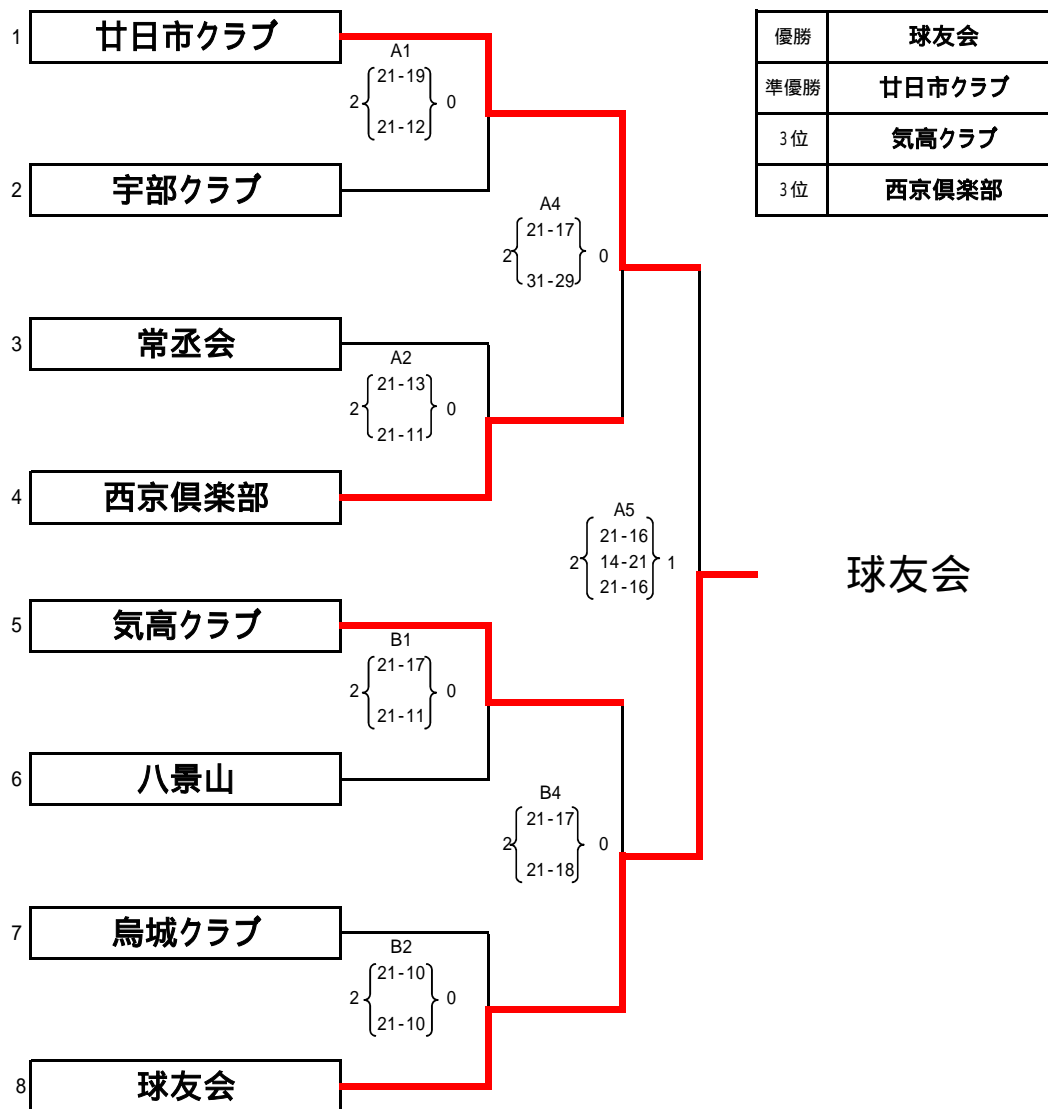 1 廿日市クラブ
A1
21-19
2 0
21-12
2 宇部クラブ
A4
21-17
2 0
31-29
3 常丞会
A2
21-13
2 0
21-11
4 西京倶楽部
A5
21-16
2 14-21 1
21-16
球友会
5 気高クラブ
B1
21-17
2 0
21-11
6 八景山
B4
21-17
2 0
21-18
7 烏城クラブ
B2
21-10
2 0
21-10
8 球友会
優勝 球友会
準優勝 廿日市クラブ
3位 気高クラブ
3位 西京倶楽部